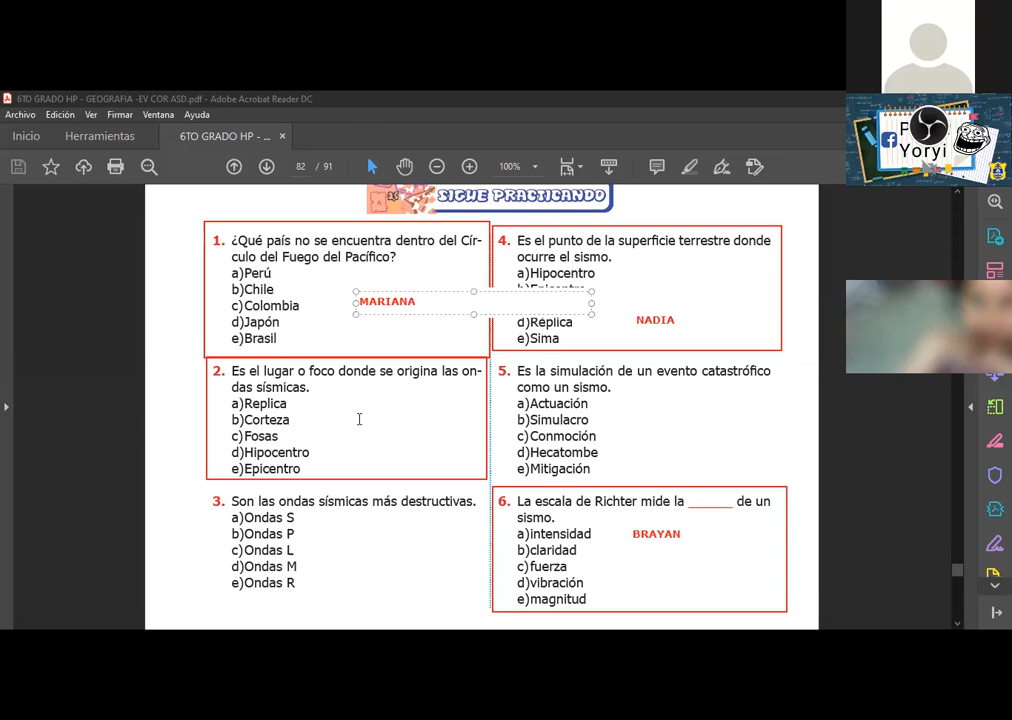 6TO GRADO HP - GEOGRAFIA -EV COR ASD.pdf - Adobe Acrobat Reader DC
Archivo Edición Ver Firmar Ventana Ayuda
Inicio Herramientas 6TO GRADO HP - ... ×
82 / 91 100%
SIGUE PRACTICANDO
1. ¿Qué país no se encuentra dentro del Cír-
culo del Fuego del Pacífico?
a)Perú
b)Chile
c)Colombia
d)Japón
e)Brasil
MARIANA
2. Es el lugar o foco donde se origina las on-
das sísmicas.
a)Replica
b)Corteza
c)Fosas
d)Hipocentro
e)Epicentro
3. Son las ondas sísmicas más destructivas.
a)Ondas S
b)Ondas P
c)Ondas L
d)Ondas M
e)Ondas R
4. Es el punto de la superficie terrestre donde
ocurre el sismo.
a)Hipocentro
b)Epicentro
d)Réplica
e)Sima
NADIA
5. Es la simulación de un evento catastrófico
como un sismo.
a)Actuación
b)Simulacro
c)Conmoción
d)Hecatombe
e)Mitigación
6. La escala de Richter mide la ______ de un
sismo.
a)intensidad
b)claridad
c)fuerza
d)vibración
e)magnitud
BRAYAN
Yoryi